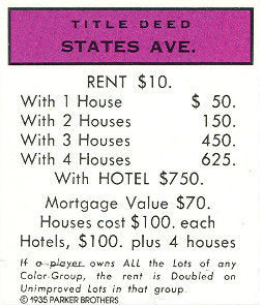 TITLE DEED
STATES AVE.
RENT $10.
With 1 House $ 50.
With 2 Houses 150.
With 3 Houses 450.
With 4 Houses 625.
With HOTEL $750.
Mortgage Value $70.
Houses cost $100. each
Hotels, $100. plus 4 houses
If a player owns ALL the Lots of any
Color-Group, the rent is Doubled on
Unimproved Lots in that group.
© 1935 PARKER BROTHERS